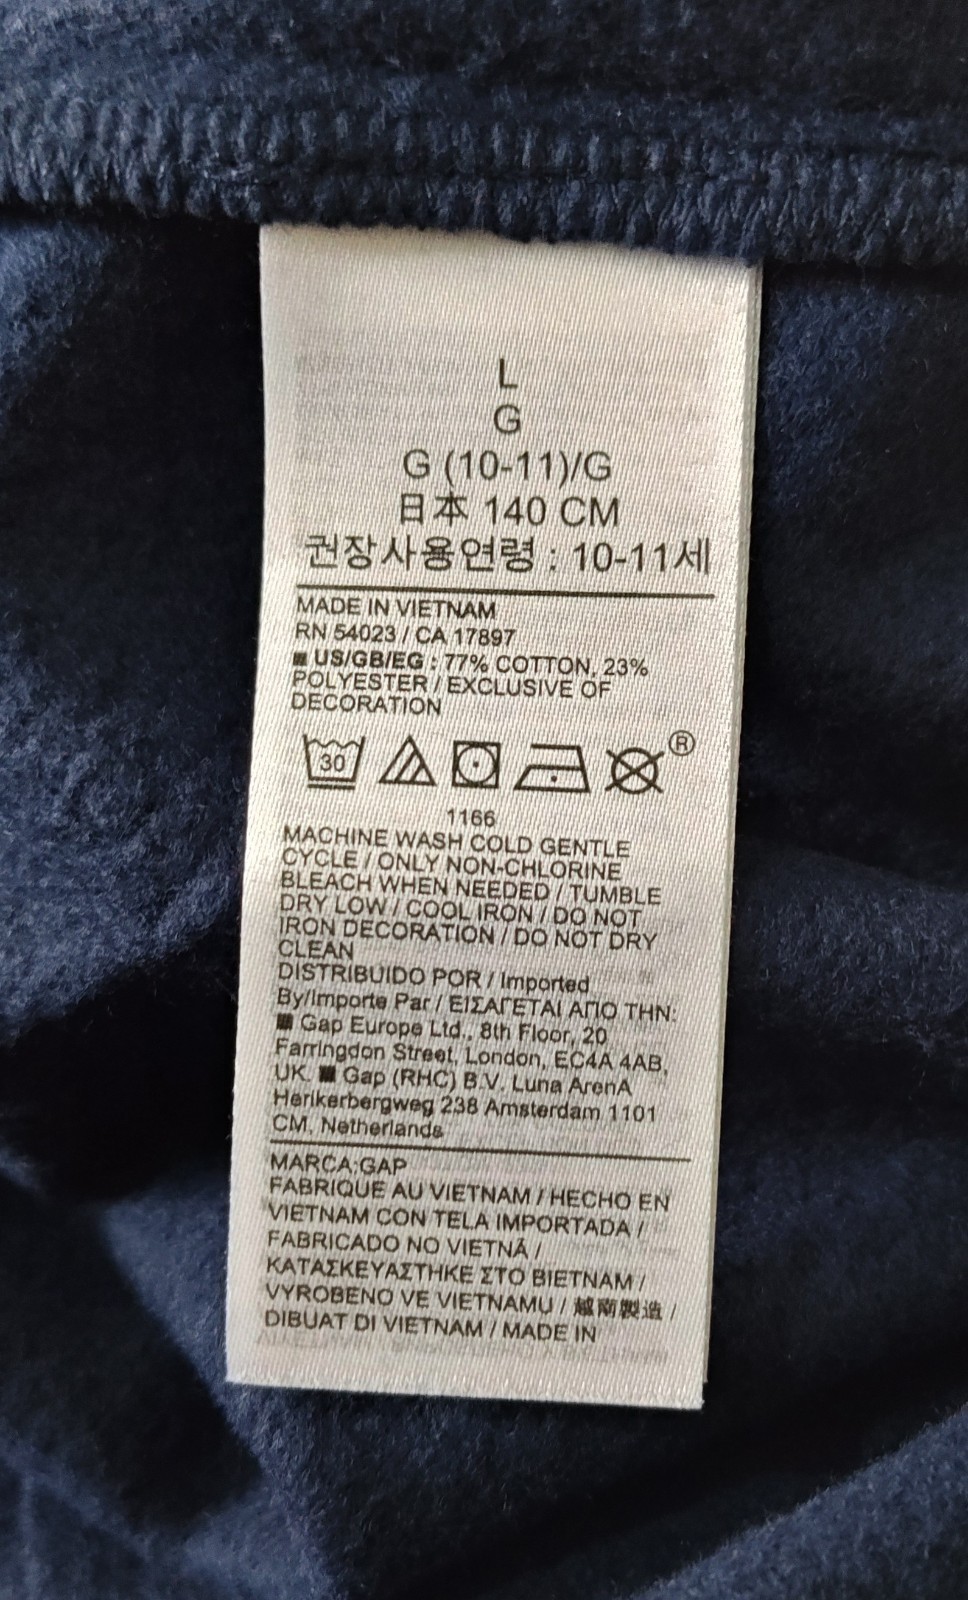 L
G
G (10-11)/G
日本 140 CM
권장사용연령 : 10-11세
MADE IN VIETNAM
RN 54023 / CA 17897
■ US/GB/EG : 77% COTTON, 23%
POLYESTER / EXCLUSIVE OF
DECORATION
30
®
1166
MACHINE WASH COLD GENTLE
CYCLE / ONLY NON-CHLORINE
BLEACH WHEN NEEDED / TUMBLE
DRY LOW / COOL IRON / DO NOT
IRON DECORATION / DO NOT DRY
CLEAN
DISTRIBUIDO POR / Imported
By/Importe Par / ΕΙΣΑΓΕΤΑΙ ΑΠΟ ΤΗΝ:
■ Gap Europe Ltd., 8th Floor, 20
Farringdon Street, London, EC4A 4AB,
UK. ■ Gap (RHC) B.V. Luna ArenA
Herikerbergweg 238 Amsterdam 1101
CM, Netherlands
MARCA:GAP
FABRIQUE AU VIETNAM / HECHO EN
VIETNAM CON TELA IMPORTADA /
FABRICADO NO VIETNÃ /
ΚΑΤΑΣΚΕΥΑΣΤΗΚΕ ΣΤΟ ΒΙΕΤΝΑΜ /
VYROBENO VE VIETNAMU / 越南製造 /
DIBUAT DI VIETNAM / MADE IN